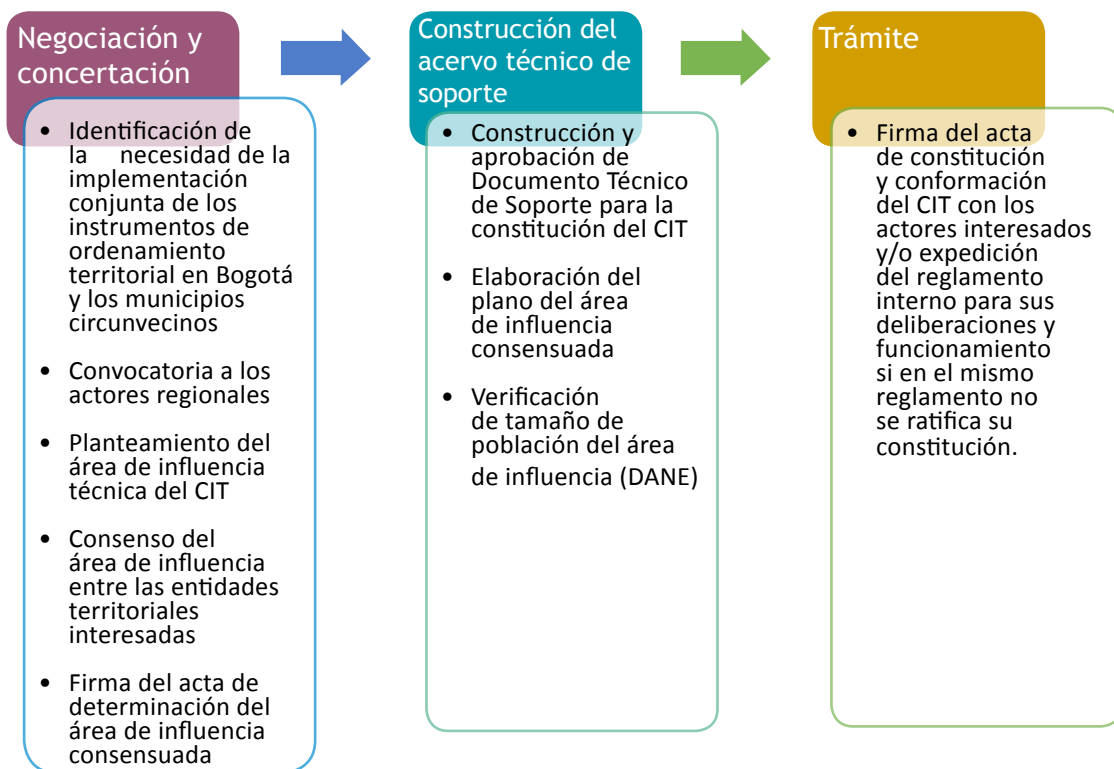 Negociación y
concertación
• Identificación de
la necesidad de la
implementación
conjunta de los
instrumentos de
ordenamiento
territorial en Bogotá
y los municipios
circunvecinos
• Convocatoria a los
actores regionales
• Planteamiento del
área de influencia
técnica del CIT
• Consenso del
área de influencia
entre las entidades
territoriales
interesadas
• Firma del acta de
determinación del
área de influencia
consensuada
Construcción del
acervo técnico de
soporte
• Construcción y
aprobación de
Documento Técnico
de Soporte para la
constitución del CIT
• Elaboración del
plano del área
de influencia
consensuada
• Verificación
de tamaño de
población del área
de influencia (DANE)
Trámite
• Firma del acta
de constitución
y conformación
del CIT con los
actores interesados
y/o expedición
del reglamento
interno para sus
deliberaciones y
funcionamiento
si en el mismo
reglamento no
se ratifica su
constitución.